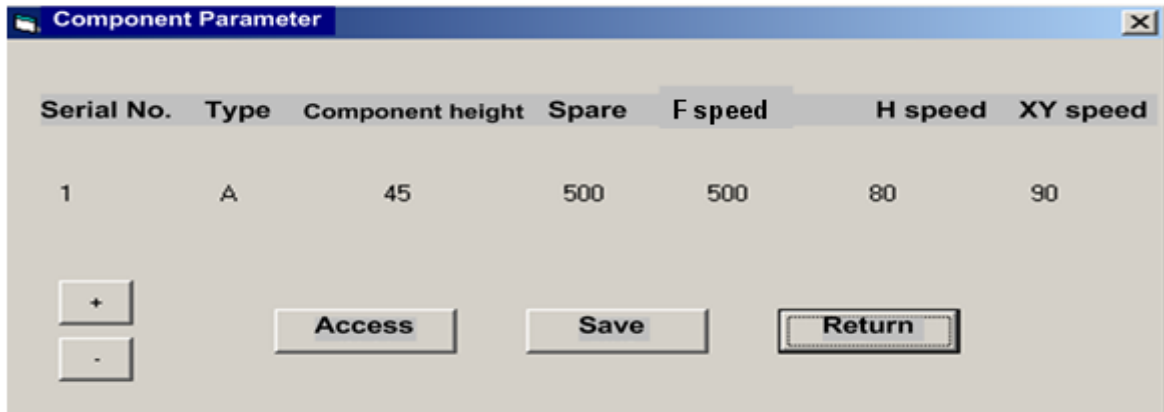 Component Parameter
Serial No. Type Component height Spare F speed H speed XY speed
1 A 45 500 500 80 90
+
Access Save Return
-